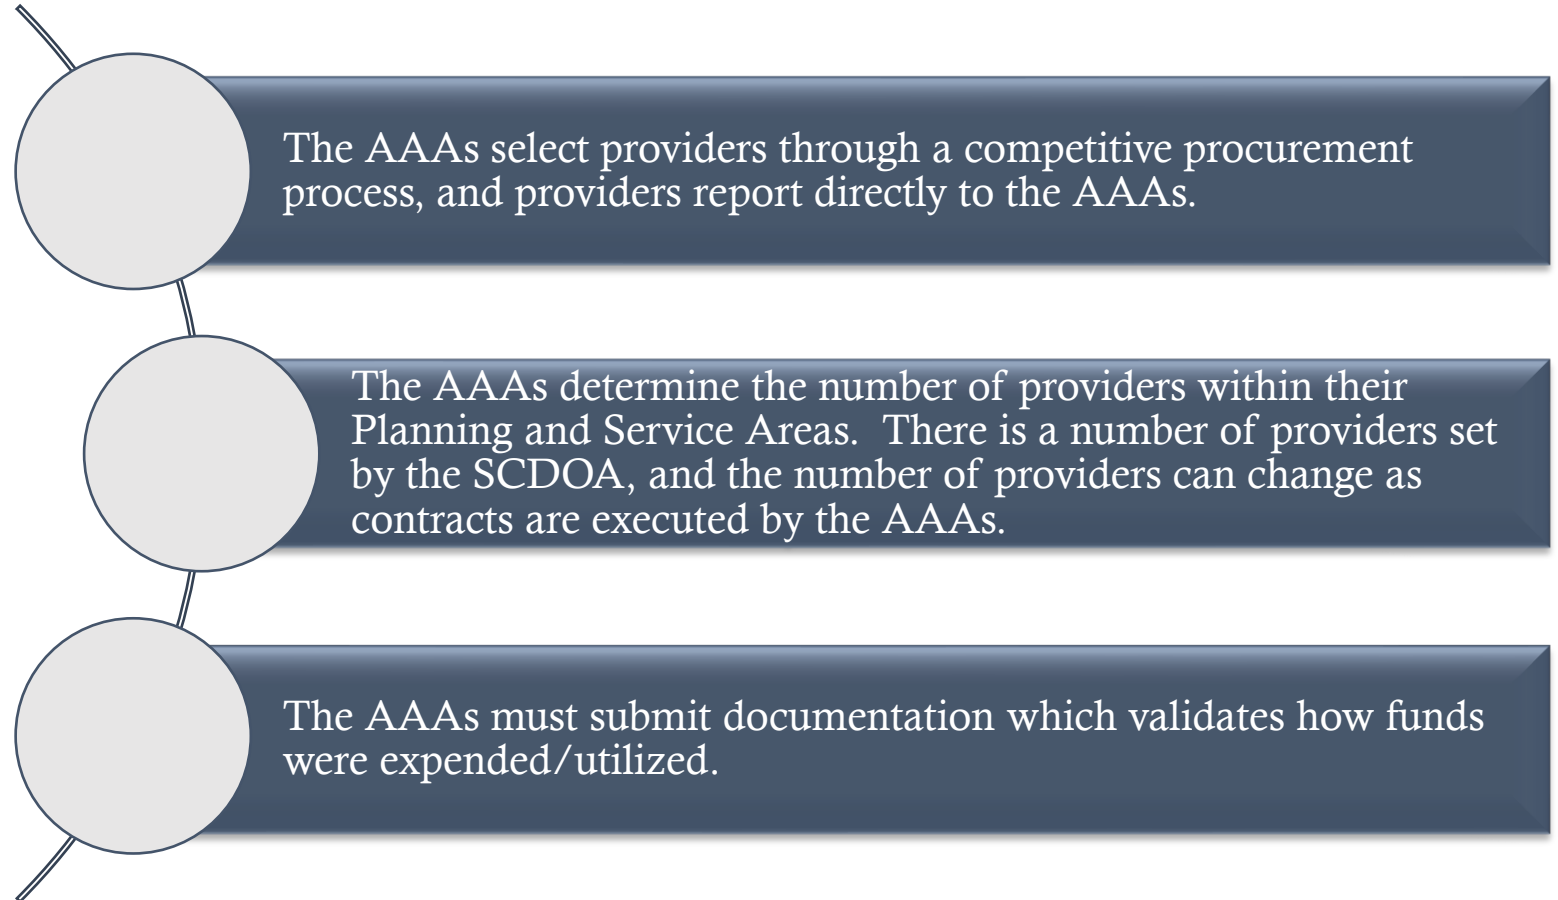 The AAAs select providers through a competitive procurement
process, and providers report directly to the AAAs.
The AAAs determine the number of providers within their
Planning and Service Areas.  There is a number of providers set
by the SCDOA, and the number of providers can change as
contracts are executed by the AAAs.
The AAAs must submit documentation which validates how funds
were expended/utilized.